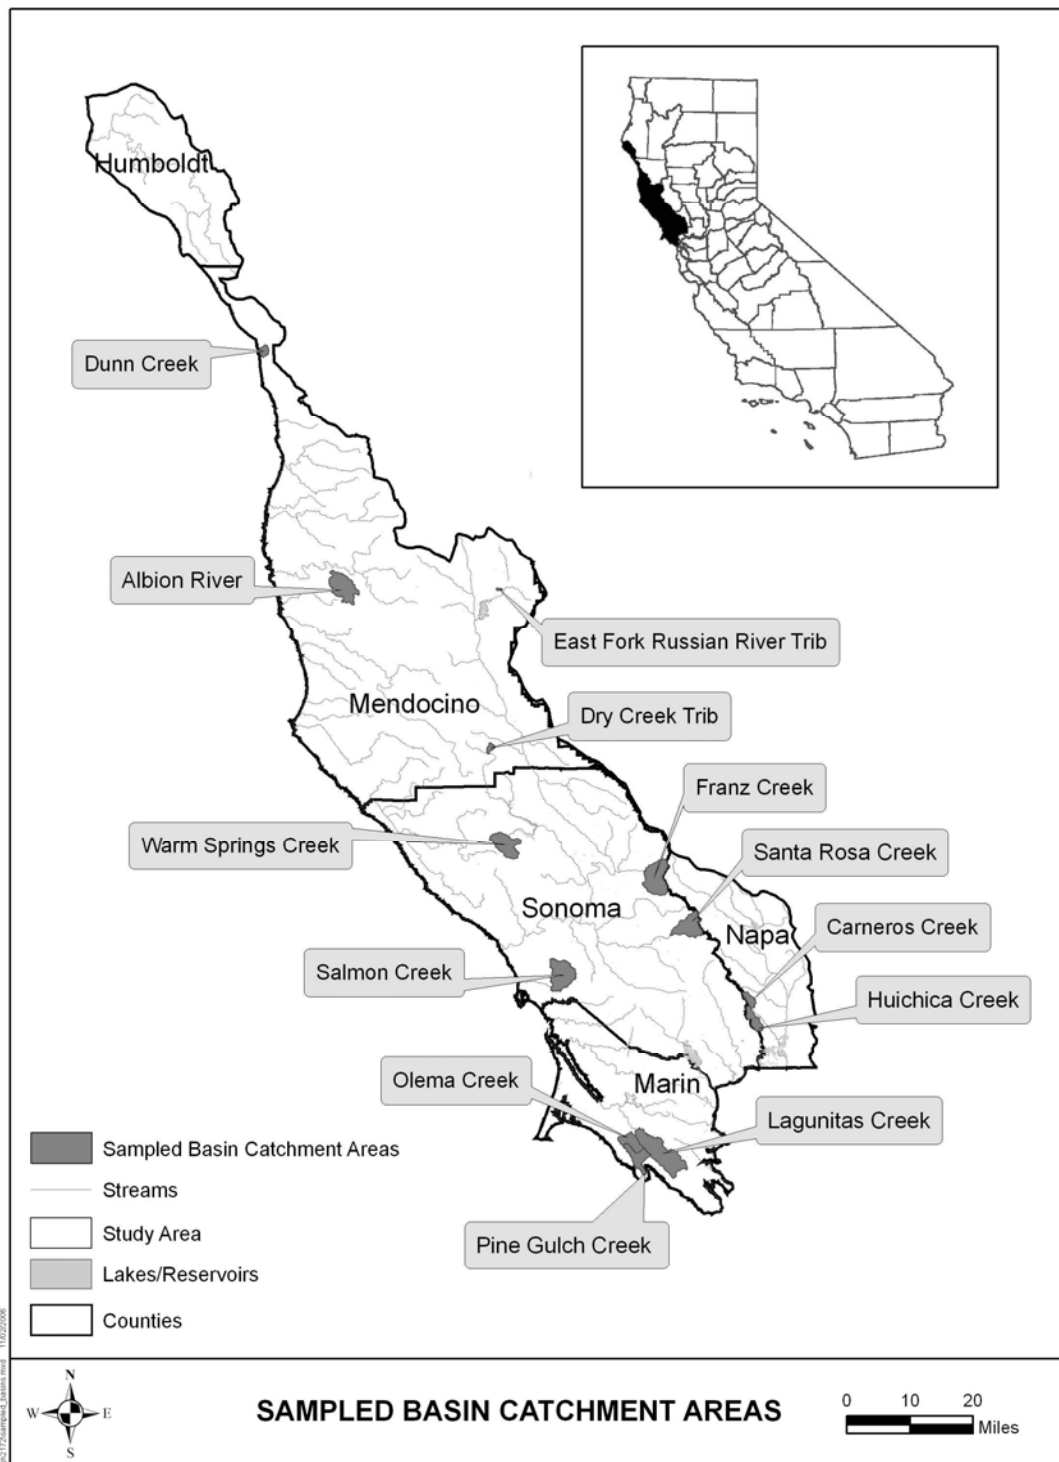 Humboldt
Dunn Creek
Albion River
East Fork Russian River Trib
Mendocino
Dry Creek Trib
Franz Creek
Warm Springs Creek
Santa Rosa Creek
Sonoma
Napa
Carneros Creek
Salmon Creek
Huichica Creek
Olema Creek
Marin
Lagunitas Creek
Pine Gulch Creek
Sampled Basin Catchment Areas
Streams
Study Area
Lakes/Reservoirs
Counties
N
W E
S
SAMPLED BASIN CATCHMENT AREAS
0 10 20
Miles